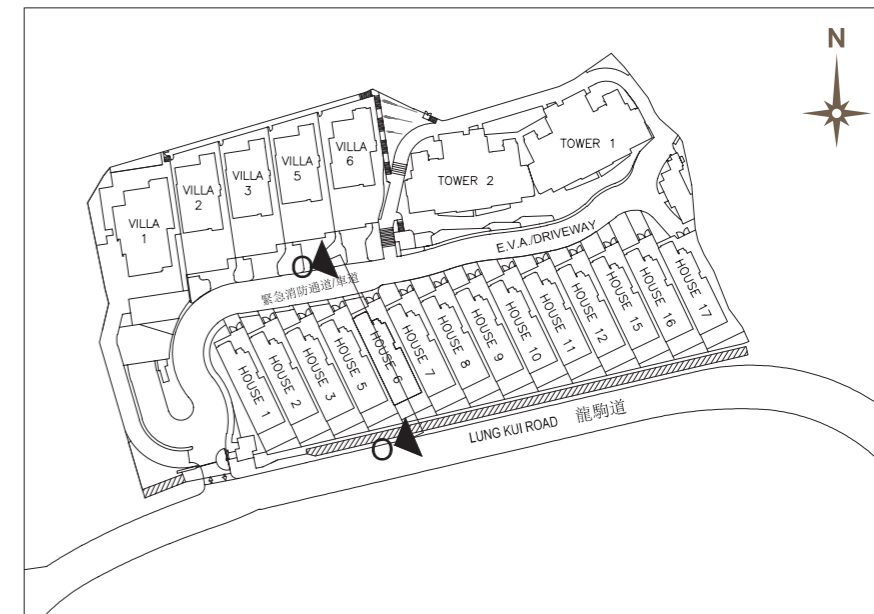 N
TOWER 1
TOWER 2
VILLA
6
VILLA
5
VILLA
3
VILLA
2
VILLA
1
E.V.A./DRIVEWAY
緊急消防通道/車道
O
HOUSE 1
HOUSE 2
HOUSE 3
HOUSE 5
HOUSE 6
HOUSE 7
HOUSE 8
HOUSE 9
HOUSE 10
HOUSE 11
HOUSE 12
HOUSE 15
HOUSE 16
HOUSE 17
O
LUNG KUI ROAD 龍駒道